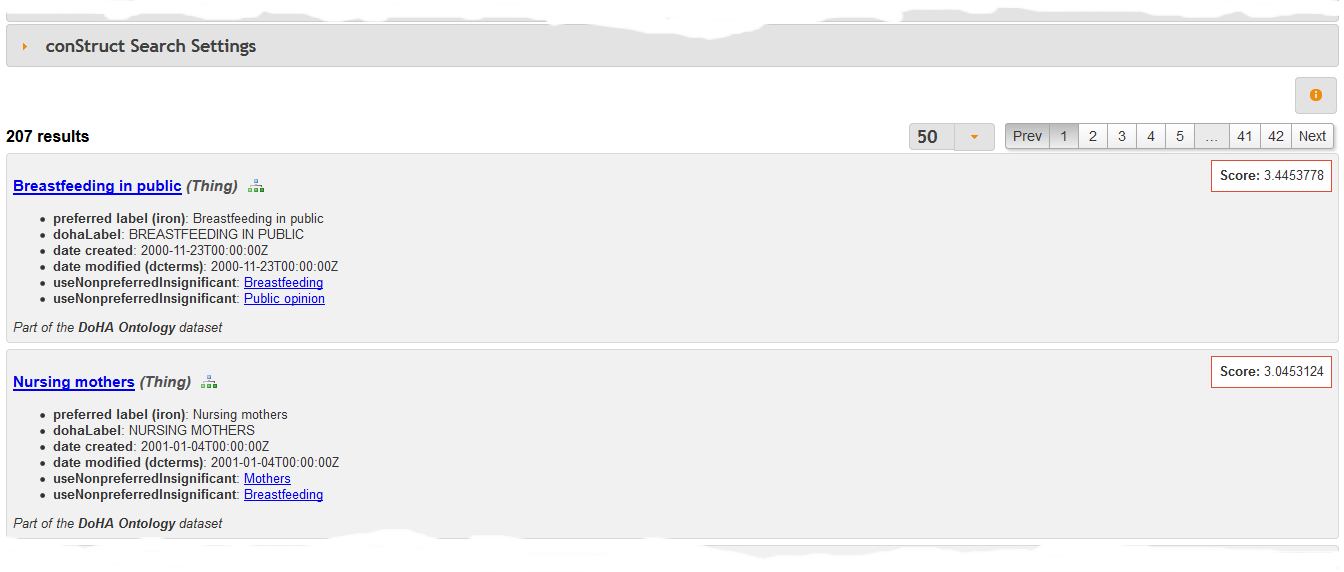 conStruct Search Settings
207 results
50
Prev 1 2 3 4 5 ... 41 42 Next
Breastfeeding in public (Thing)
Score: 3.4453778
preferred label (iron): Breastfeeding in public
dohaLabel: BREASTFEEDING IN PUBLIC
date created: 2000-11-23T00:00:00Z
date modified (dcterms): 2000-11-23T00:00:00Z
useNonpreferredInsignificant: Breastfeeding
useNonpreferredInsignificant: Public opinion
Part of the DoHA Ontology dataset
Nursing mothers (Thing)
Score: 3.0453124
preferred label (iron): Nursing mothers
dohaLabel: NURSING MOTHERS
date created: 2001-01-04T00:00:00Z
date modified (dcterms): 2001-01-04T00:00:00Z
useNonpreferredInsignificant: Mothers
useNonpreferredInsignificant: Breastfeeding
Part of the DoHA Ontology dataset